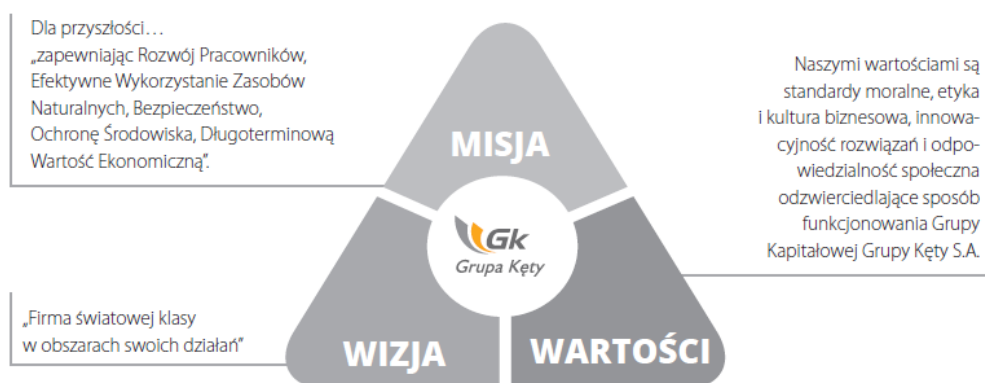 Dla przyszłości…
„zapewniając Rozwój Pracowników,
Efektywne Wykorzystanie Zasobów
Naturalnych, Bezpieczeństwo,
Ochronę Środowiska, Długoterminową
Wartość Ekonomiczną”.
MISJA
Naszymi wartościami są
standardy moralne, etyka
i kultura biznesowa, innowa-
cyjność rozwiązań i odpo-
wiedzialność społeczna
odzwierciedlające sposób
funkcjonowania Grupy
Kapitałowej Grupy Kęty S.A.
Gk
Grupa Kęty
„Firma światowej klasy
w obszarach swoich działań”
WIZJA
WARTOŚCI